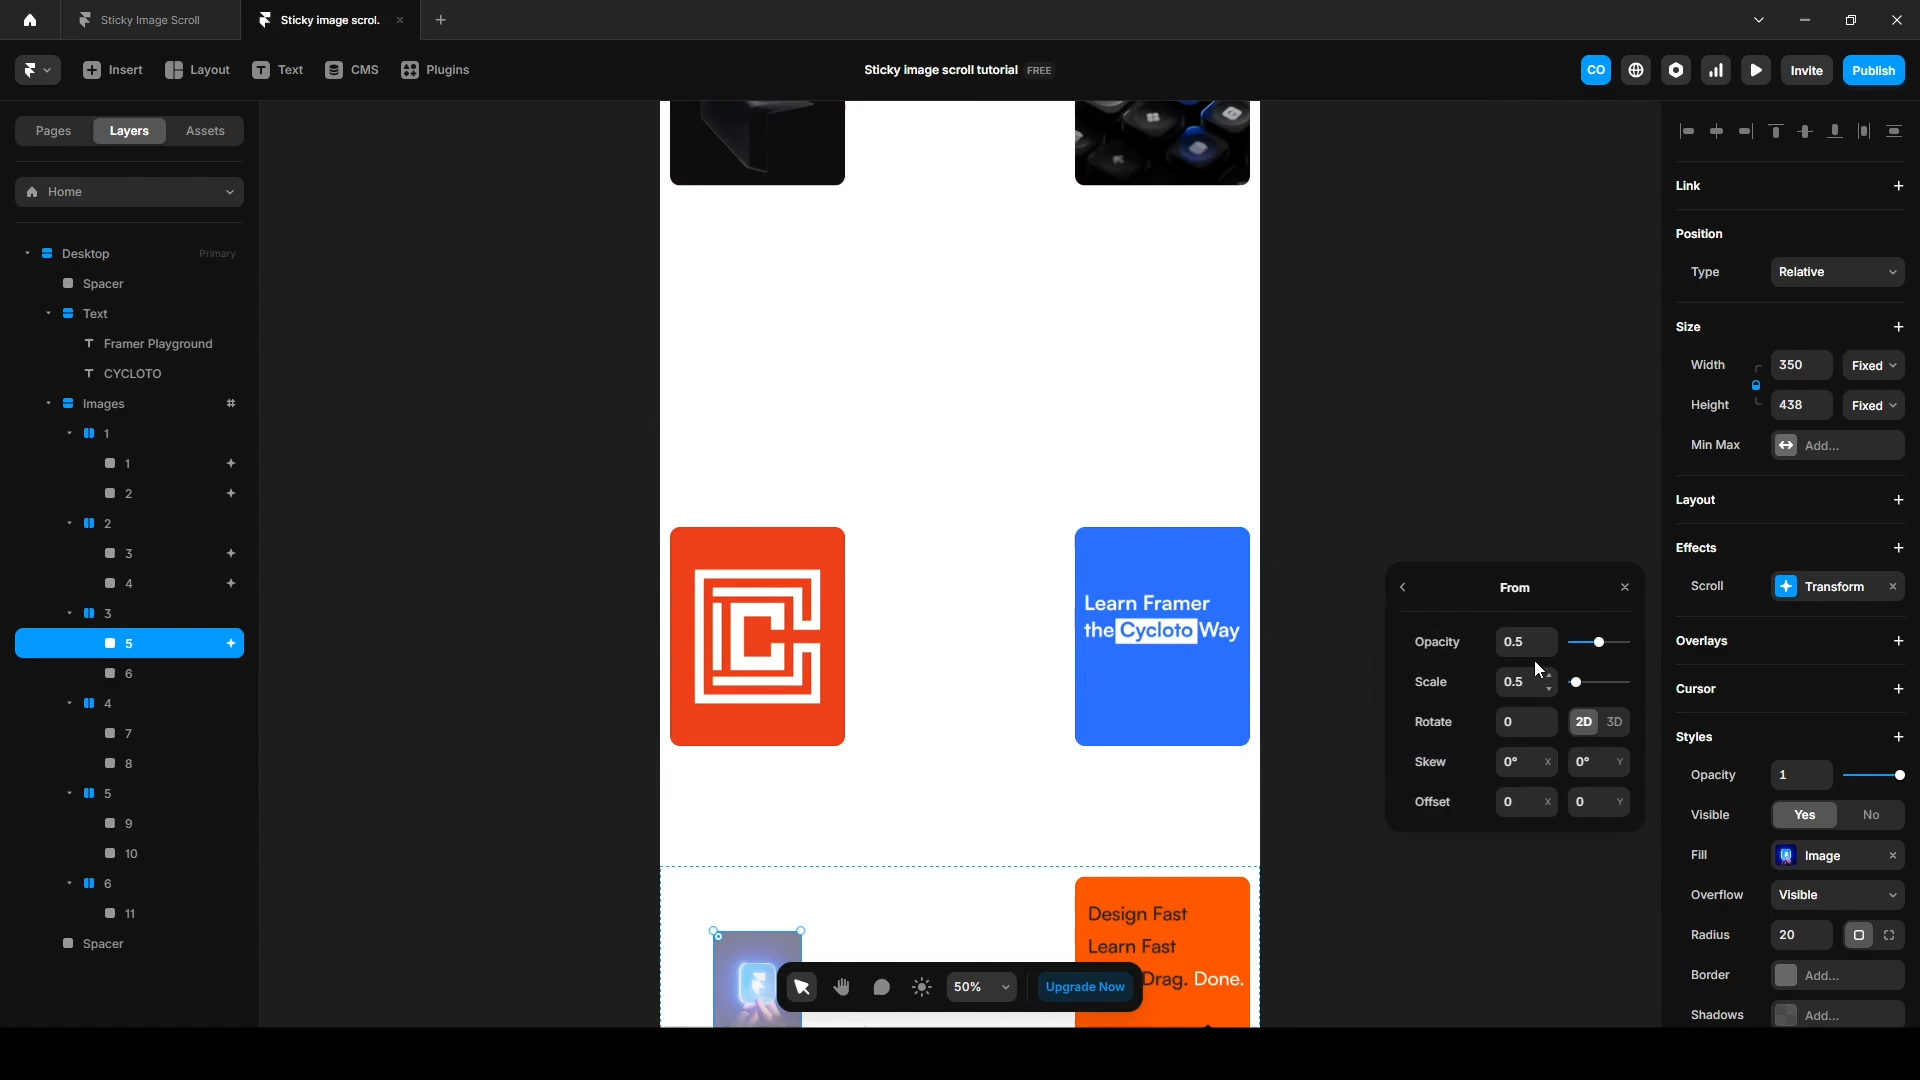 Sticky Image Scroll
Sticky image scrol.
Insert
Layout
Text
CMS
Plugins
Sticky image scroll tutorial FREE
CO
Invite
Publish
Pages
Layers
Assets
Home
Desktop
Primary
Spacer
Text
Framer Playground
CYCLOTO
Images
1
1
2
2
3
4
3
5
6
4
7
8
5
9
10
6
11
Spacer
Learn Framer
the Cycloto Way
Design Fast
Learn Fast
Drag. Done.
50%
Upgrade Now
From
Opacity 0.5
Scale 0.5
Rotate 0 2D 3D
Skew 0° X 0° Y
Offset 0 X 0 Y
Link
Position
Type Relative
Size
Width 350 Fixed
Height 438 Fixed
Min Max Add...
Layout
Effects
Scroll Transform
Overlays
Cursor
Styles
Opacity 1
Visible Yes No
Fill Image
Overflow Visible
Radius 20
Border Add...
Shadows Add...